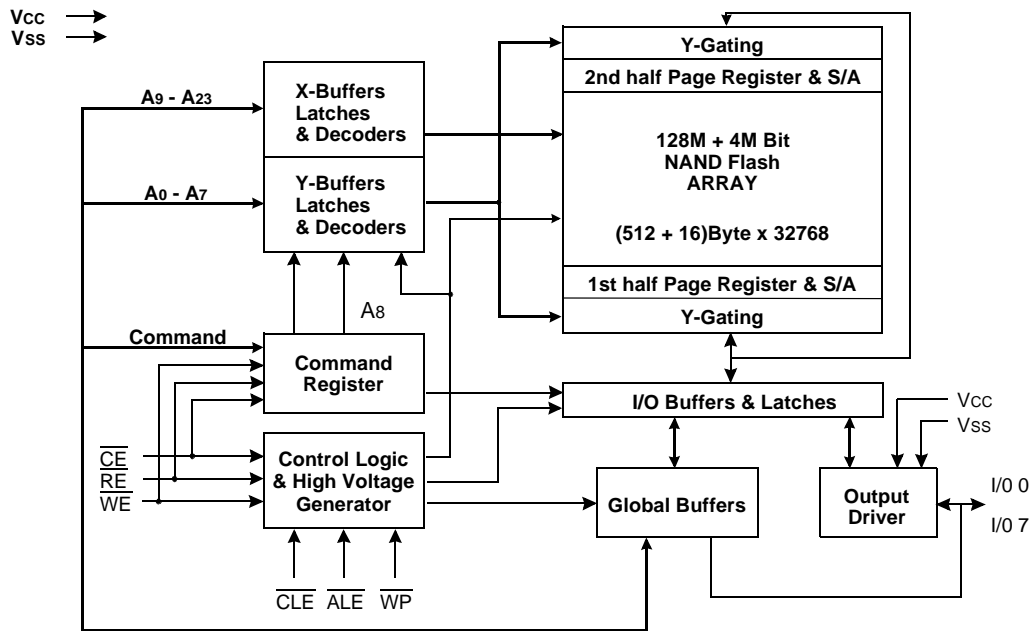 VCC
VSS
A9 - A23
X-Buffers
Latches
& Decoders
A0 - A7
Y-Buffers
Latches
& Decoders
Y-Gating
2nd half Page Register & S/A
128M + 4M Bit
NAND Flash
ARRAY
(512 + 16)Byte x 32768
1st half Page Register & S/A
Y-Gating
A8
Command
Command
Register
I/O Buffers & Latches
VCC
VSS
CE
RE
WE
Control Logic
& High Voltage
Generator
Global Buffers
Output
Driver
I/0 0
I/0 7
CLE
ALE
WP